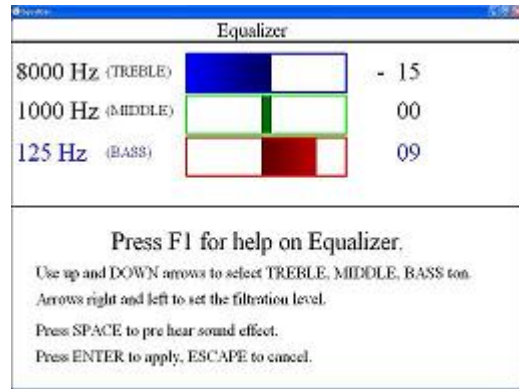 Equalizer
Equalizer
8000 Hz (TREBLE) - 15
1000 Hz (MIDDLE) 00
125 Hz (BASS) 09
Press F1 for help on Equalizer.
Use up and DOWN arrows to select TREBLE, MIDDLE, BASS ton.
Arrows right and left to set the filtration level.
Press SPACE to pre hear sound effect.
Press ENTER to apply, ESCAPE to cancel.